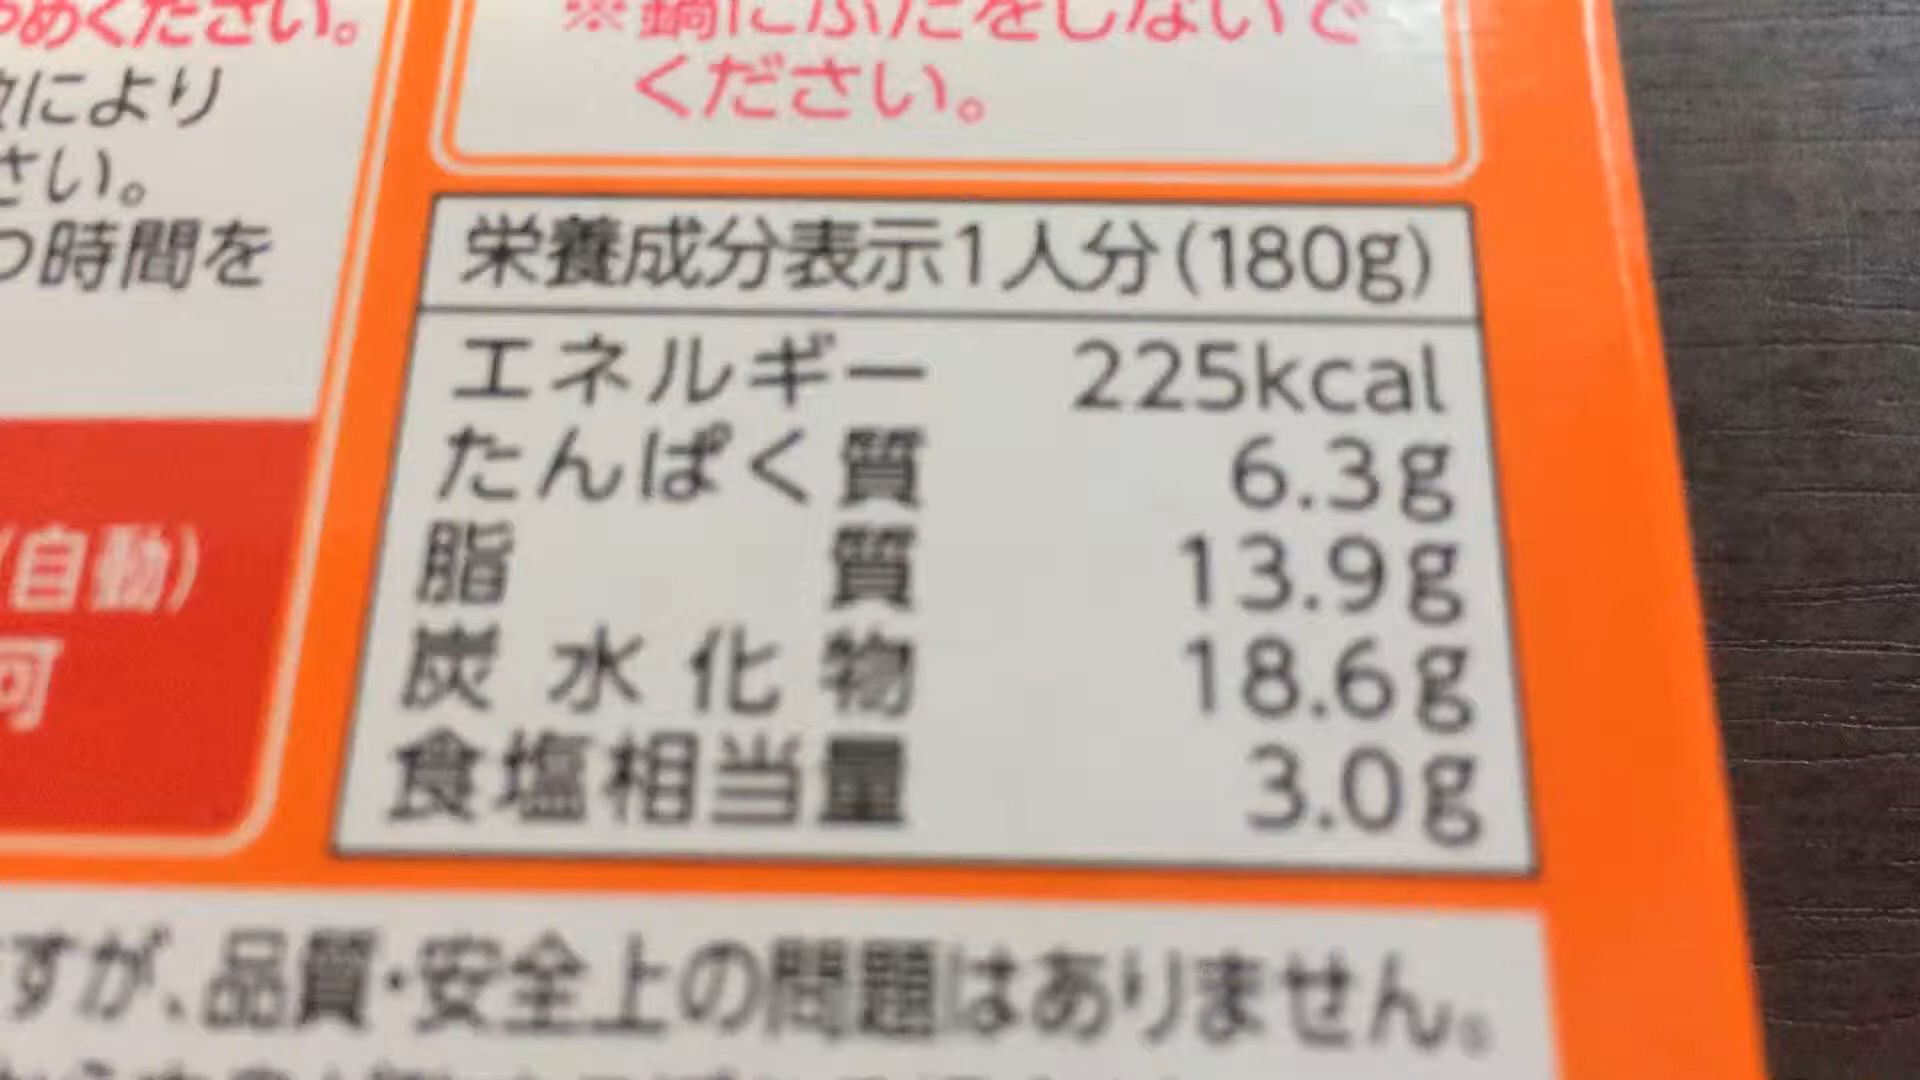 めください。
により
さい。
つ時間を
(自動)
可
※鍋にふたをしないで
ください。
栄養成分表示1人分(180g)
エネルギー 225kcal
たんぱく質 6.3g
脂質 13.9g
炭水化物 18.6g
食塩相当量 3.0g
すが、品質・安全上の問題はありません。